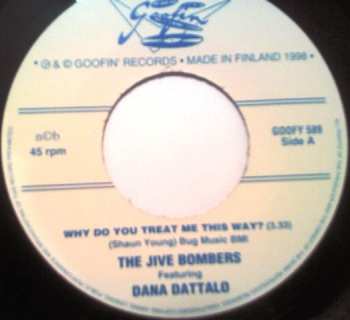 Goofin
℗ & © GOOFIN' RECORDS • MADE IN FINLAND 1998 •
nCb
45 rpm
GOOFY 589
Side A
WHY DO YOU TREAT ME THIS WAY? (3.33)
(Shaun Young) Bug Music BMI
THE JIVE BOMBERS
Featuring
DANA DATTALO